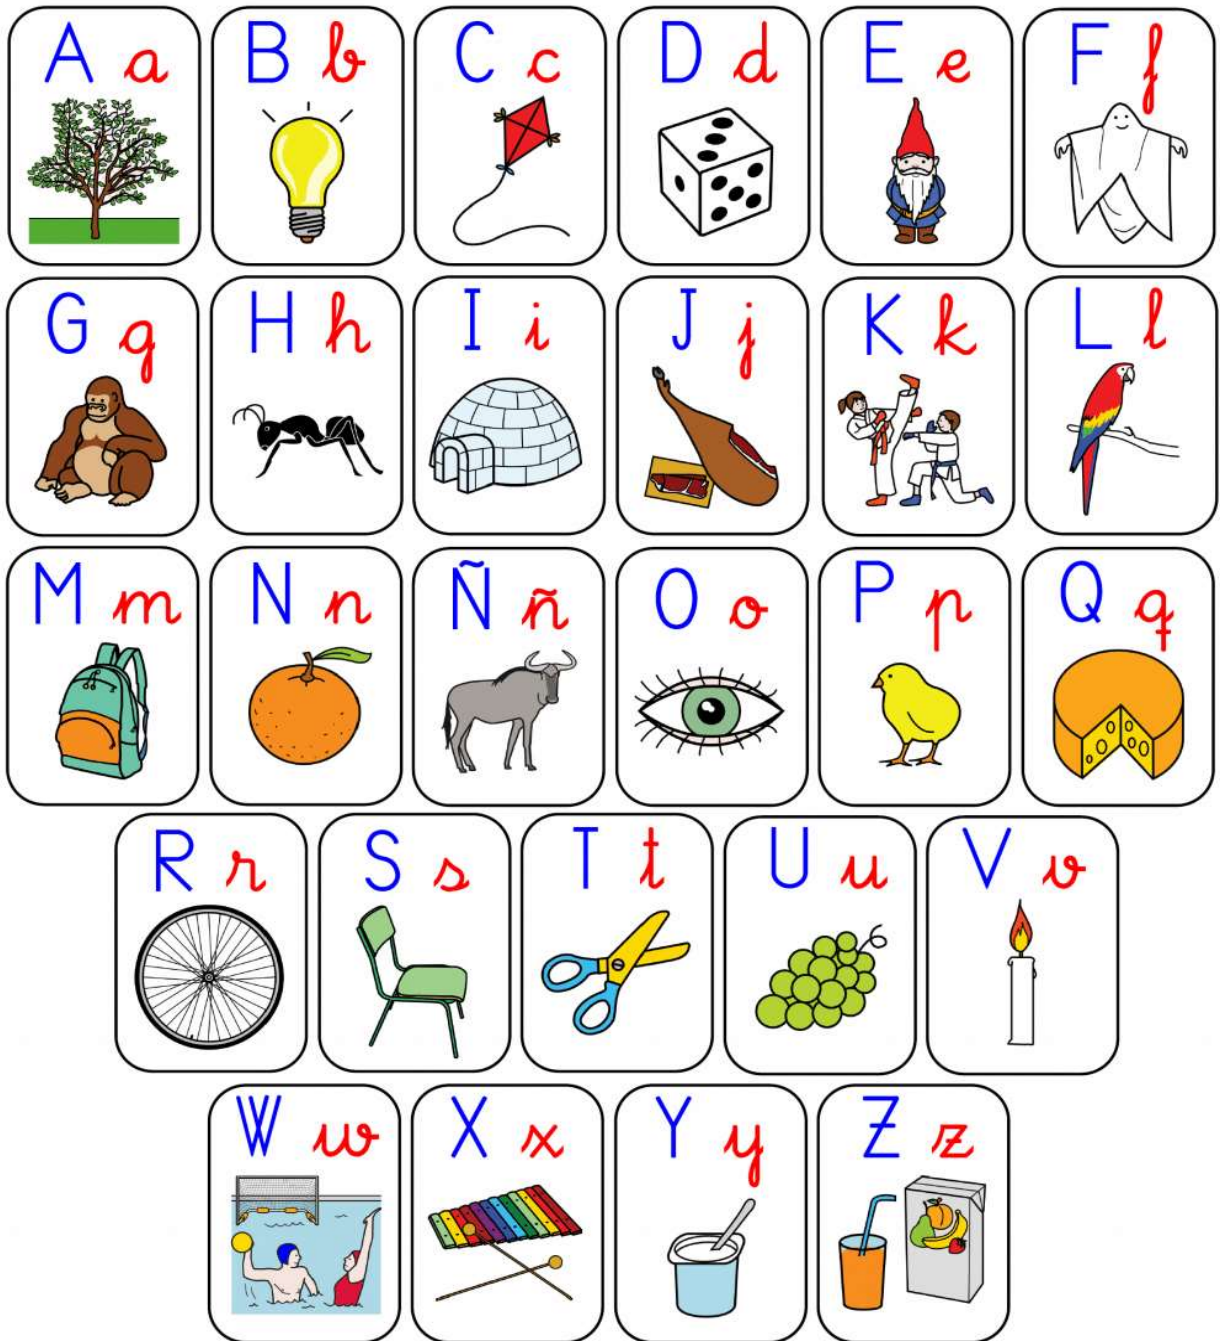 A a B b C c D d E e F f
G g H h I i J j K k L l
M m N n Ñ ñ O o P p Q q
R r S s T t U u V v
W w X x Y y Z z